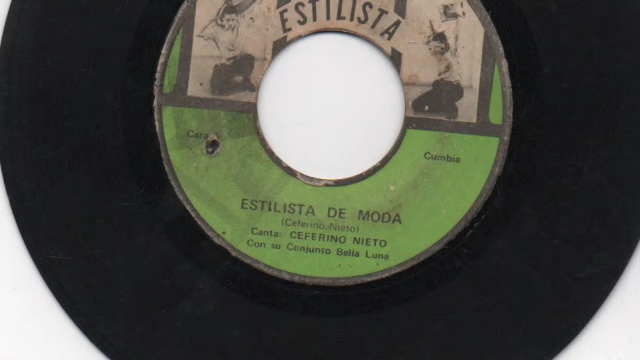 ESTILISTA
Cara
Cumbia
ESTILISTA DE MODA
(Ceferino Nieto)
Canta: CEFERINO NIETO
Con su Conjunto Bella Luna